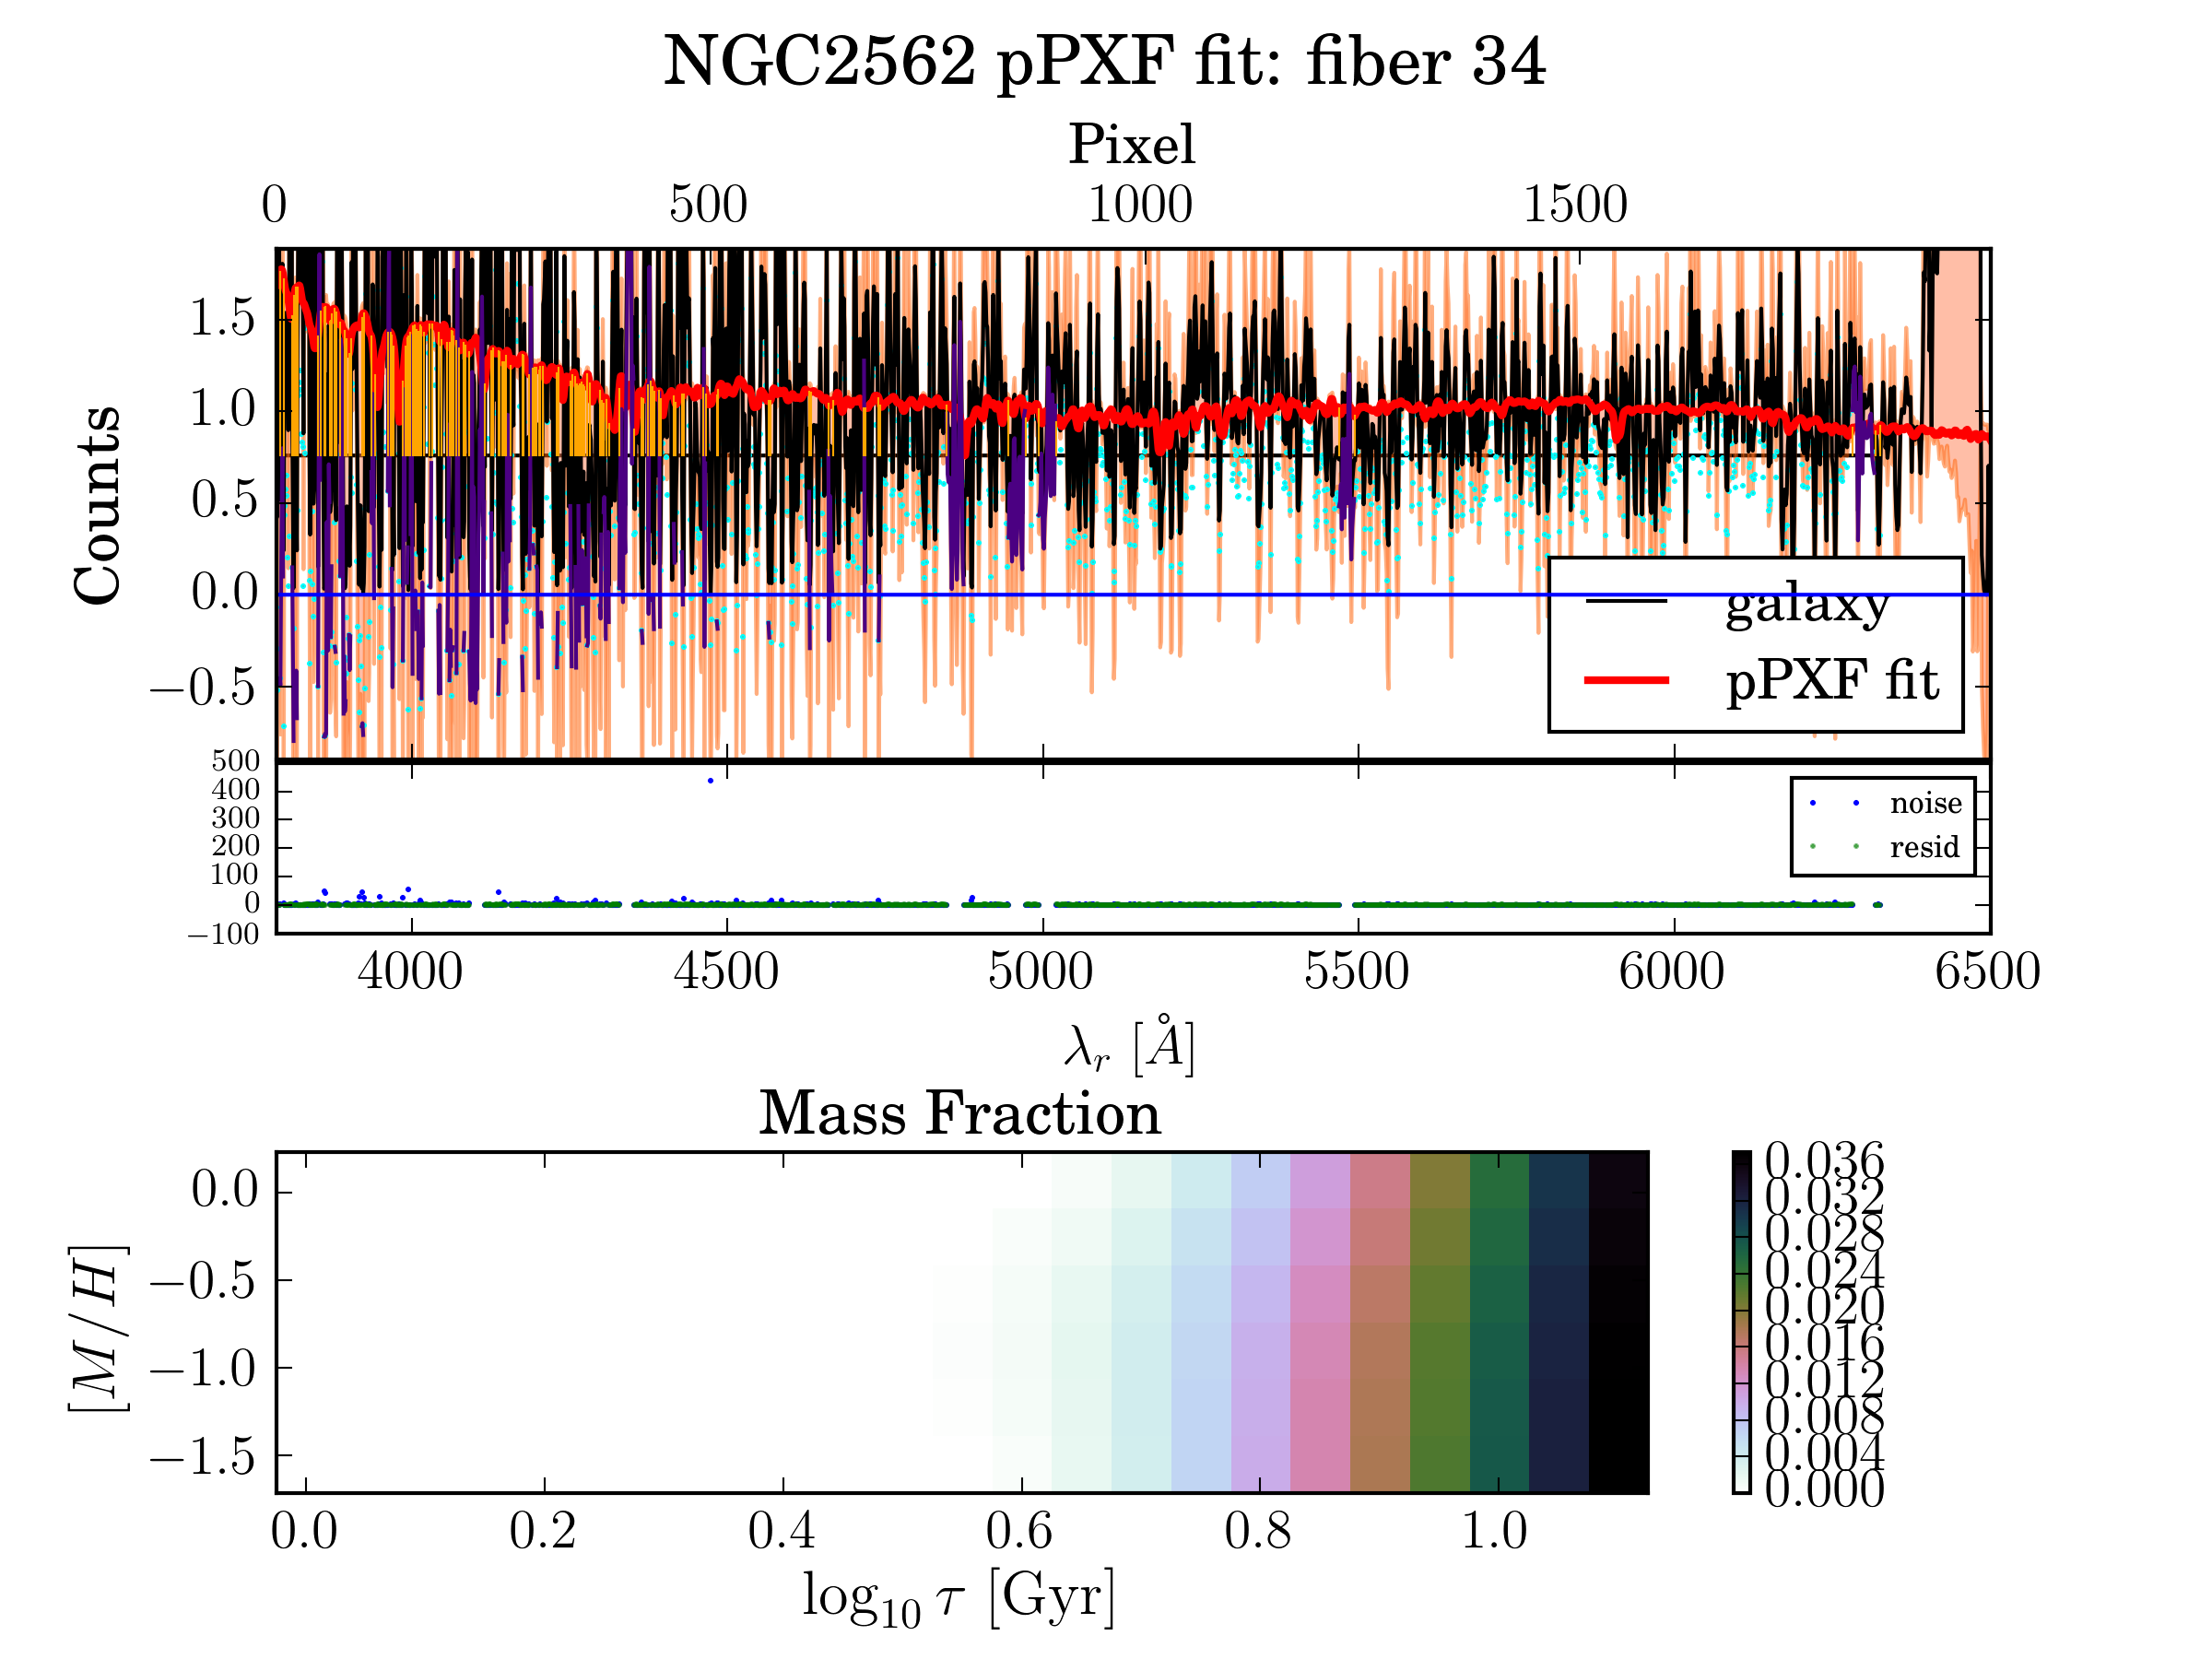 NGC2562 pPXF fit: fiber 34
Pixel
0 500 1000 1500
Counts
1.5
1.0
0.5
0.0
−0.5
galaxy
pPXF fit
500
400
300
200
100
0
−100
noise
resid
4000 4500 5000 5500 6000 6500
λr [Å]
Mass Fraction
[M/H]
0.0
−0.5
−1.0
−1.5
0.0 0.2 0.4 0.6 0.8 1.0
log10 τ [Gyr]
0.036
0.032
0.028
0.024
0.020
0.016
0.012
0.008
0.004
0.000